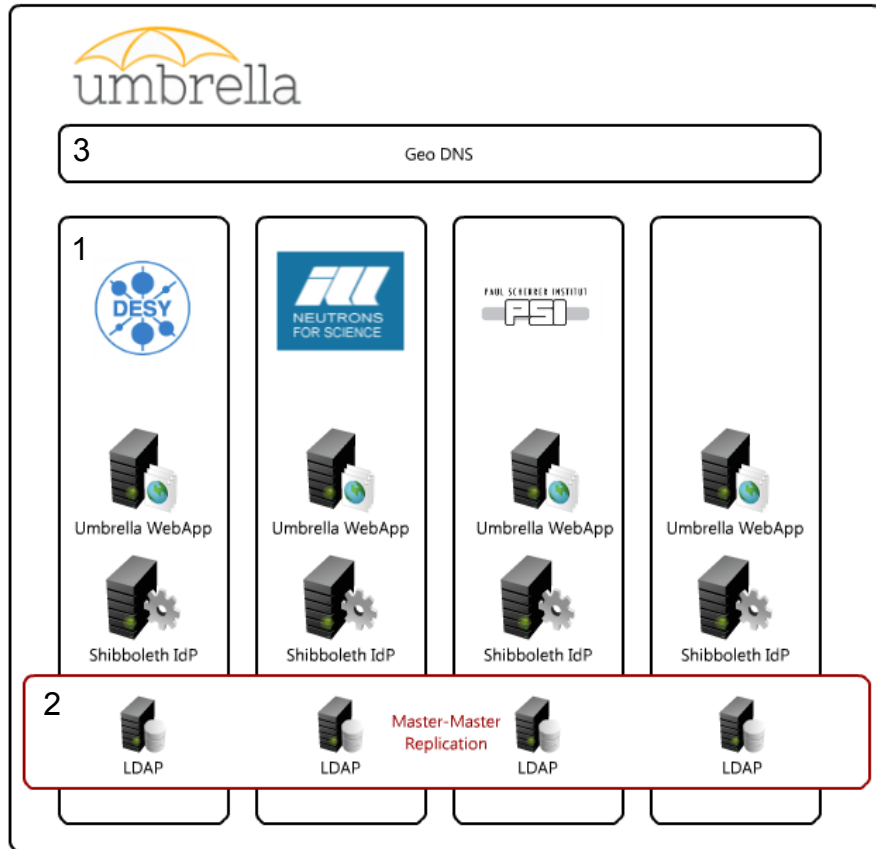 umbrella
3
Geo DNS
1
DESY
ill
NEUTRONS
FOR SCIENCE
PAUL SCHERRER INSTITUT
PSI
Umbrella WebApp
Umbrella WebApp
Umbrella WebApp
Umbrella WebApp
Shibboleth IdP
Shibboleth IdP
Shibboleth IdP
Shibboleth IdP
2
Master-Master
Replication
LDAP
LDAP
LDAP
LDAP